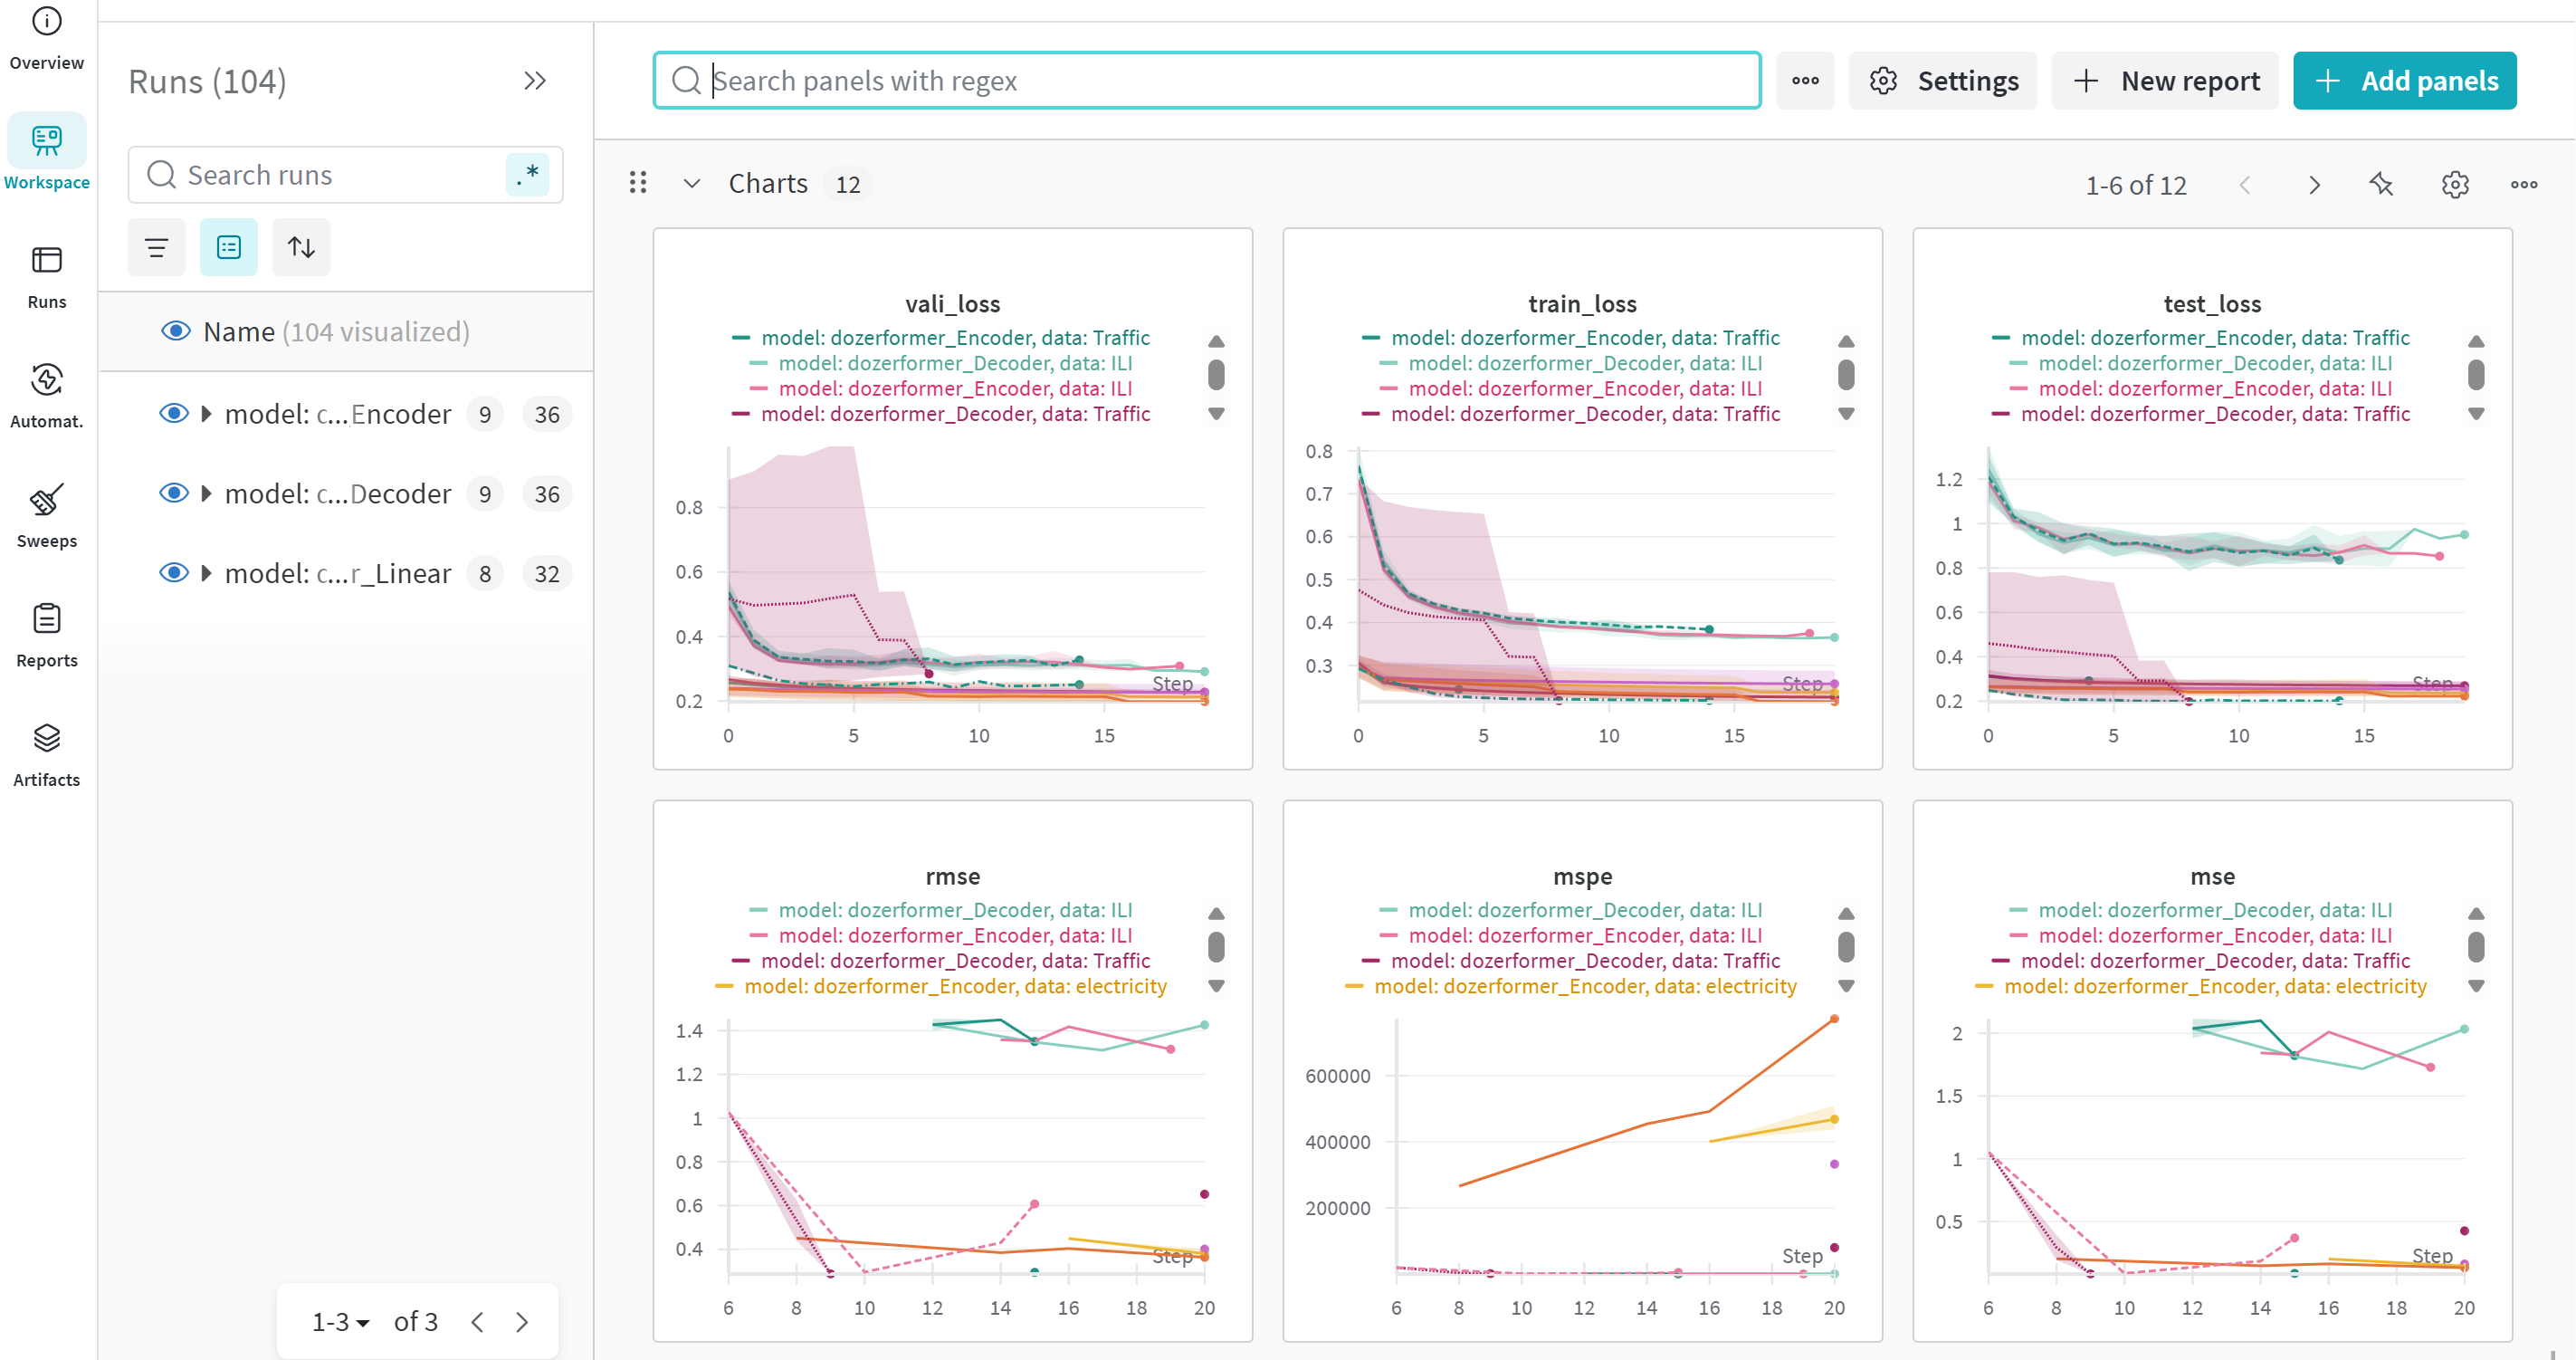 Overview
Workspace
Runs
Automat.
Sweeps
Reports
Artifacts
Runs (104)
Search runs
.*
Name (104 visualized)
model: c...Encoder 9 36
model: c...Decoder 9 36
model: c...r_Linear 8 32
1-3 of 3
Search panels with regex
Settings
New report
Add panels
Charts 12
1-6 of 12
vali_loss
model: dozerformer_Encoder, data: Traffic
model: dozerformer_Decoder, data: ILI
model: dozerformer_Encoder, data: ILI
model: dozerformer_Decoder, data: Traffic
0.8
0.6
0.4
0.2
Step
0 5 10 15
train_loss
model: dozerformer_Encoder, data: Traffic
model: dozerformer_Decoder, data: ILI
model: dozerformer_Encoder, data: ILI
model: dozerformer_Decoder, data: Traffic
0.8
0.7
0.6
0.5
0.4
0.3
Step
0 5 10 15
test_loss
model: dozerformer_Encoder, data: Traffic
model: dozerformer_Decoder, data: ILI
model: dozerformer_Encoder, data: ILI
model: dozerformer_Decoder, data: Traffic
1.2
1
0.8
0.6
0.4
0.2
Step
0 5 10 15
rmse
model: dozerformer_Decoder, data: ILI
model: dozerformer_Encoder, data: ILI
model: dozerformer_Decoder, data: Traffic
model: dozerformer_Encoder, data: electricity
1.4
1.2
1
0.8
0.6
0.4
Step
6 8 10 12 14 16 18 20
mspe
model: dozerformer_Decoder, data: ILI
model: dozerformer_Encoder, data: ILI
model: dozerformer_Decoder, data: Traffic
model: dozerformer_Encoder, data: electricity
600000
400000
200000
Step
6 8 10 12 14 16 18 20
mse
model: dozerformer_Decoder, data: ILI
model: dozerformer_Encoder, data: ILI
model: dozerformer_Decoder, data: Traffic
model: dozerformer_Encoder, data: electricity
2
1.5
1
0.5
Step
6 8 10 12 14 16 18 20